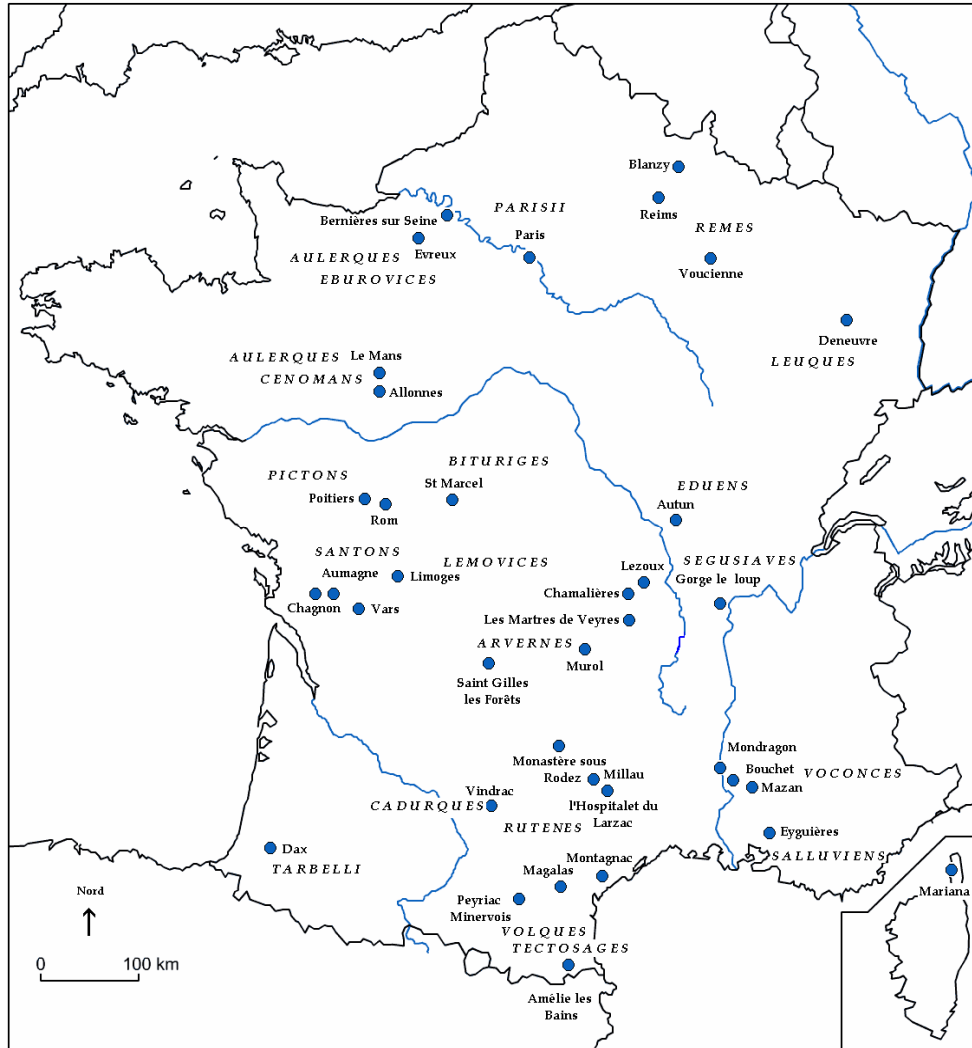 Blanzy
Reims
PARISII
Bernières sur Seine
REMES
Paris
Evreux
AULERQUES
EBUROVICES
Voucienne
Deneuvre
LEUQUES
AULERQUES
Le Mans
CENOMANS
Allonnes
BITURIGES
PICTONS
St Marcel
EDUENS
Poitiers
Rom
Autun
SANTONS
LEMOVICES
SEGUSIAVES
Aumagne
Limoges
Lezoux
Gorge le loup
Chamalières
Chagnon
Vars
Les Martres de Veyres
ARVERNES
Murol
Saint Gilles
les Forêts
Monastère sous
Rodez
Millau
Mondragon
Bouchet
VOCONCES
Mazan
Vindrac
CADURQUES
l'Hospitalet du
Larzac
RUTENES
Eyguières
SALLUVIENS
Dax
TARBELLI
Montagnac
Magalas
Mariana
Nord
Peyriac
Minervois
VOLQUES
TECTOSAGES
0
100 km
Amélie les
Bains